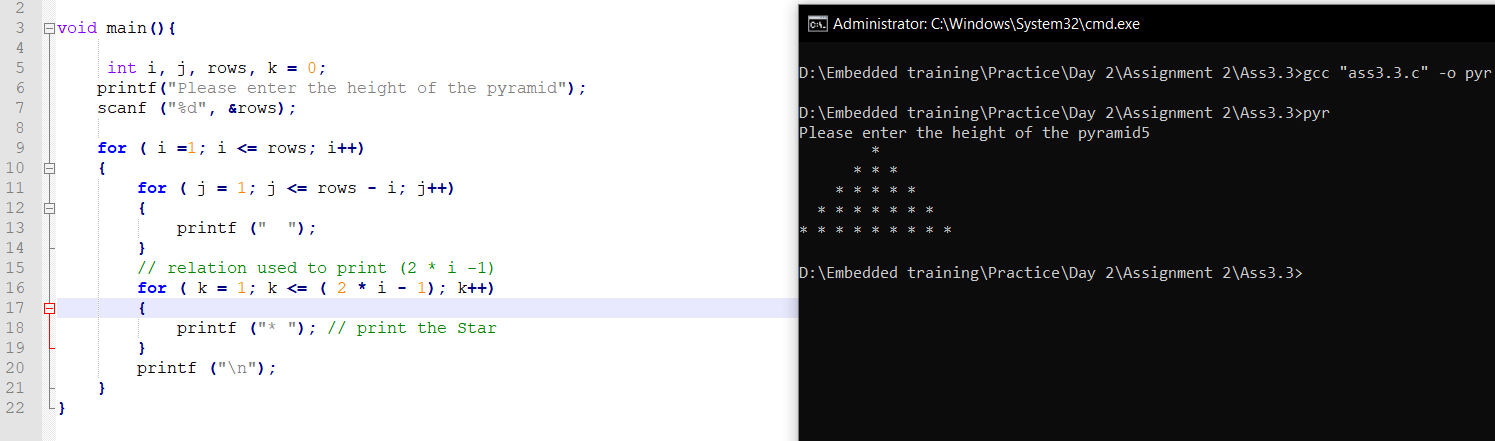 2
3 void main(){
4
5 int i, j, rows, k = 0;
6 printf("Please enter the height of the pyramid");
7 scanf ("%d", &rows);
8
9 for ( i =1; i <= rows; i++)
10 {
11 for ( j = 1; j <= rows - i; j++)
12 {
13 printf ("  ");
14 }
15 // relation used to print (2 * i -1)
16 for ( k = 1; k <= ( 2 * i - 1); k++)
17 {
18 printf ("* "); // print the Star
19 }
20 printf ("\n");
21 }
22 }
Administrator: C:\Windows\System32\cmd.exe
D:\Embedded training\Practice\Day 2\Assignment 2\Ass3.3>gcc "ass3.3.c" -o pyr
D:\Embedded training\Practice\Day 2\Assignment 2\Ass3.3>pyr
Please enter the height of the pyramid5
        *
      * * *
    * * * * *
  * * * * * * *
* * * * * * * * *
D:\Embedded training\Practice\Day 2\Assignment 2\Ass3.3>